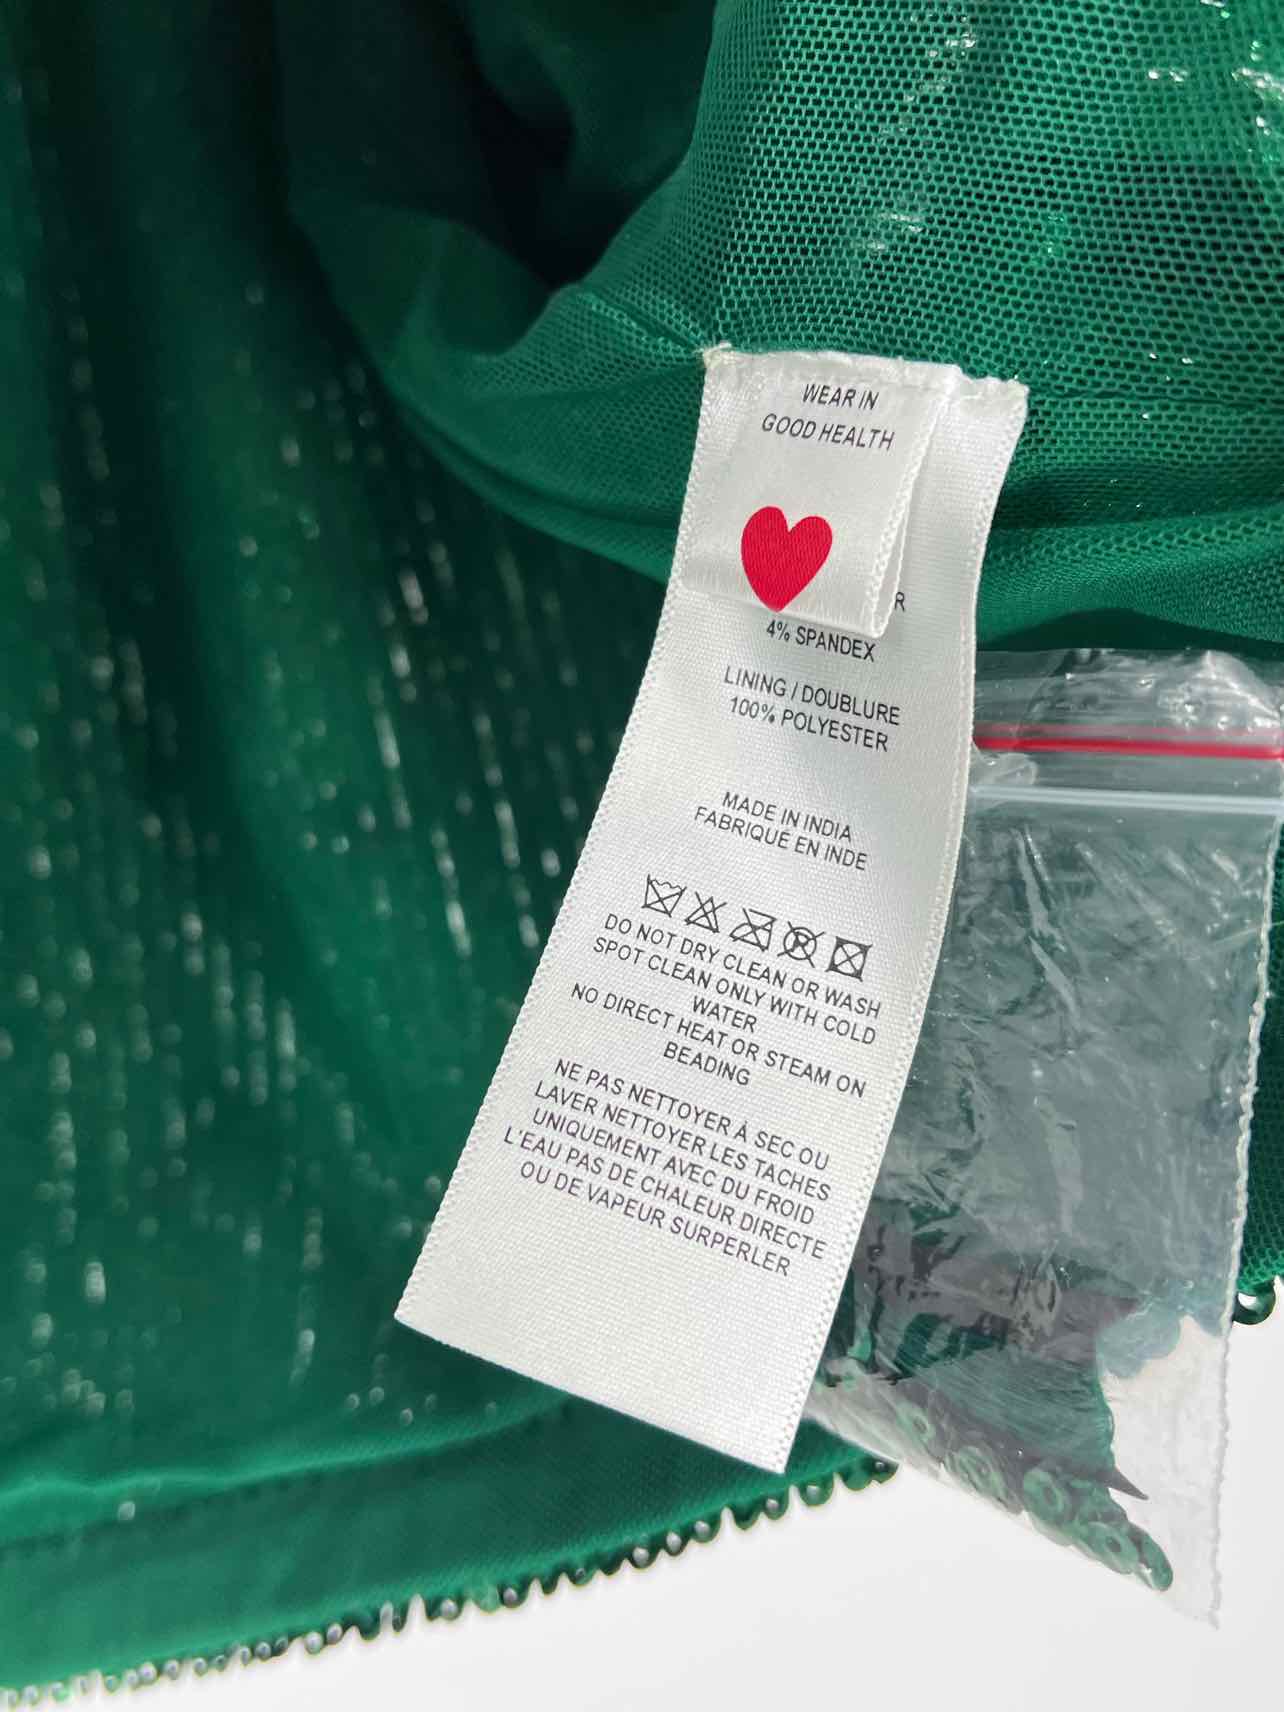 WEAR IN
GOOD HEALTH
R
4% SPANDEX
LINING / DOUBLURE
100% POLYESTER
MADE IN INDIA
FABRIQUÉ EN INDE
DO NOT DRY CLEAN OR WASH
SPOT CLEAN ONLY WITH COLD
WATER
NO DIRECT HEAT OR STEAM ON
BEADING
NE PAS NETTOYER À SEC OU
LAVER NETTOYER LES TACHES
UNIQUEMENT AVEC DU FROID
L'EAU PAS DE CHALEUR DIRECTE
OU DE VAPEUR SURPERLER